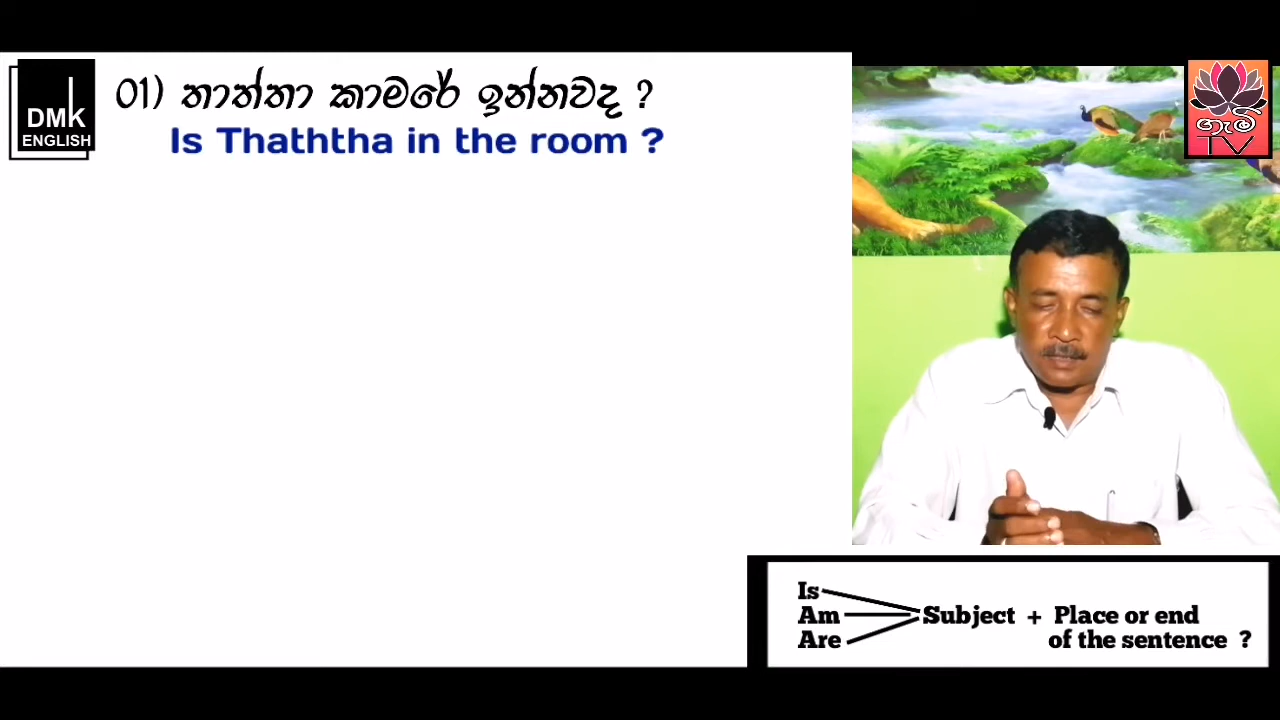 DMK
ENGLISH
01) තාත්තා කාමරේ ඉන්නවද ?
Is Thaththa in the room ?
ගැමි
TV
Is
Am
Are
Subject + Place or end
of the sentence ?